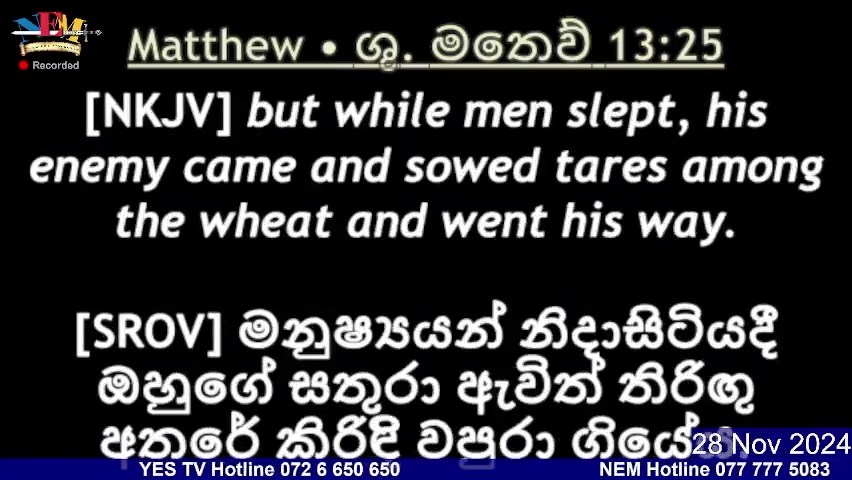 NEM
Recorded
Matthew • ශු. මතෙව් 13:25
[NKJV] but while men slept, his
enemy came and sowed tares among
the wheat and went his way.
[SROV] මනුෂ්‍යයන් නිදාසිටියදී
ඔහුගේ සතුරා ඇවිත් තිරිඟු
අතරේ කිරිඳි වපුරා
28 Nov 2024
YES TV Hotline 072 6 650 650
NEM Hotline 077 777 5083